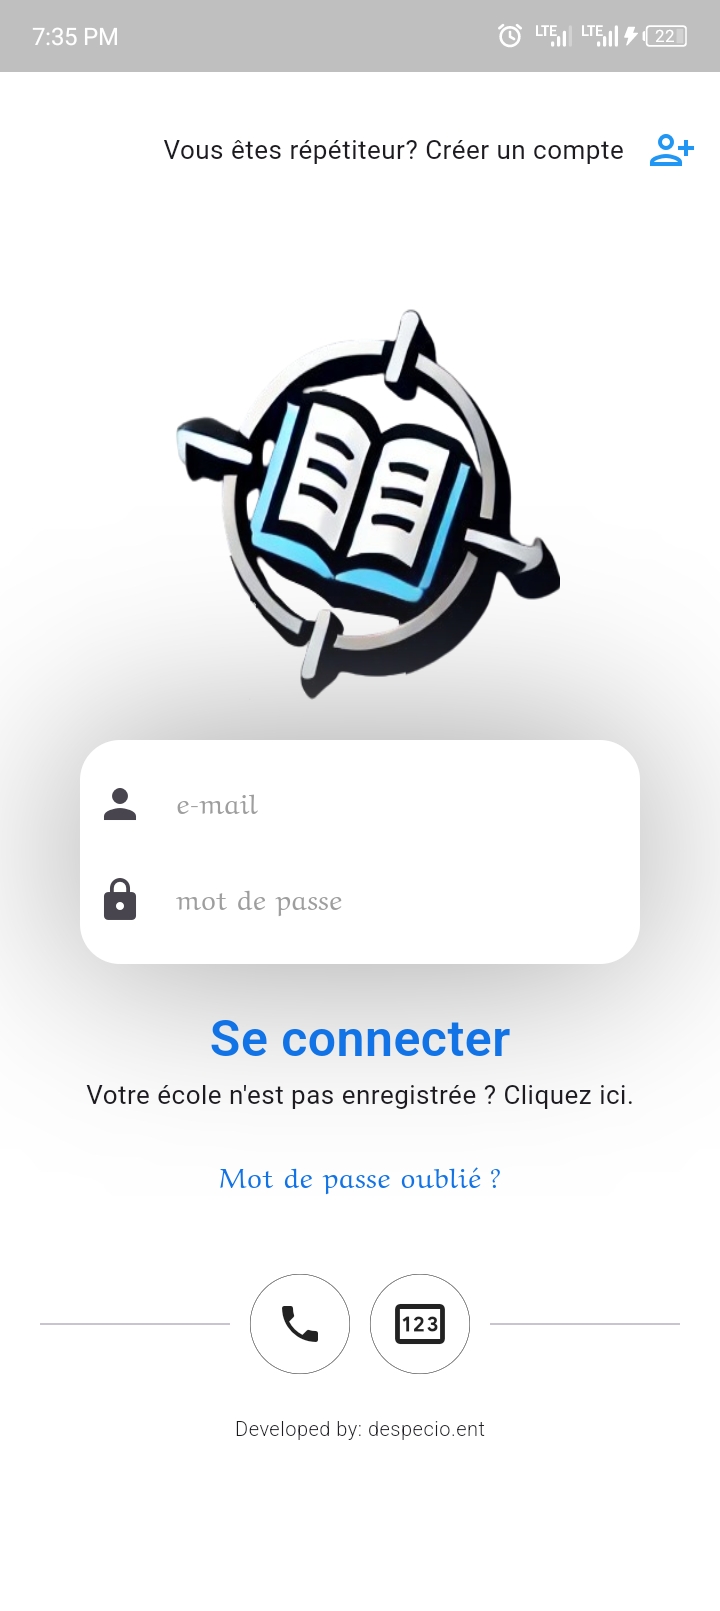 7:35 PM LTE LTE 22
Vous êtes répétiteur? Créer un compte
e-mail
mot de passe
Se connecter
Votre école n'est pas enregistrée ? Cliquez ici.
Mot de passe oublié ?
123
Developed by: despecio.ent